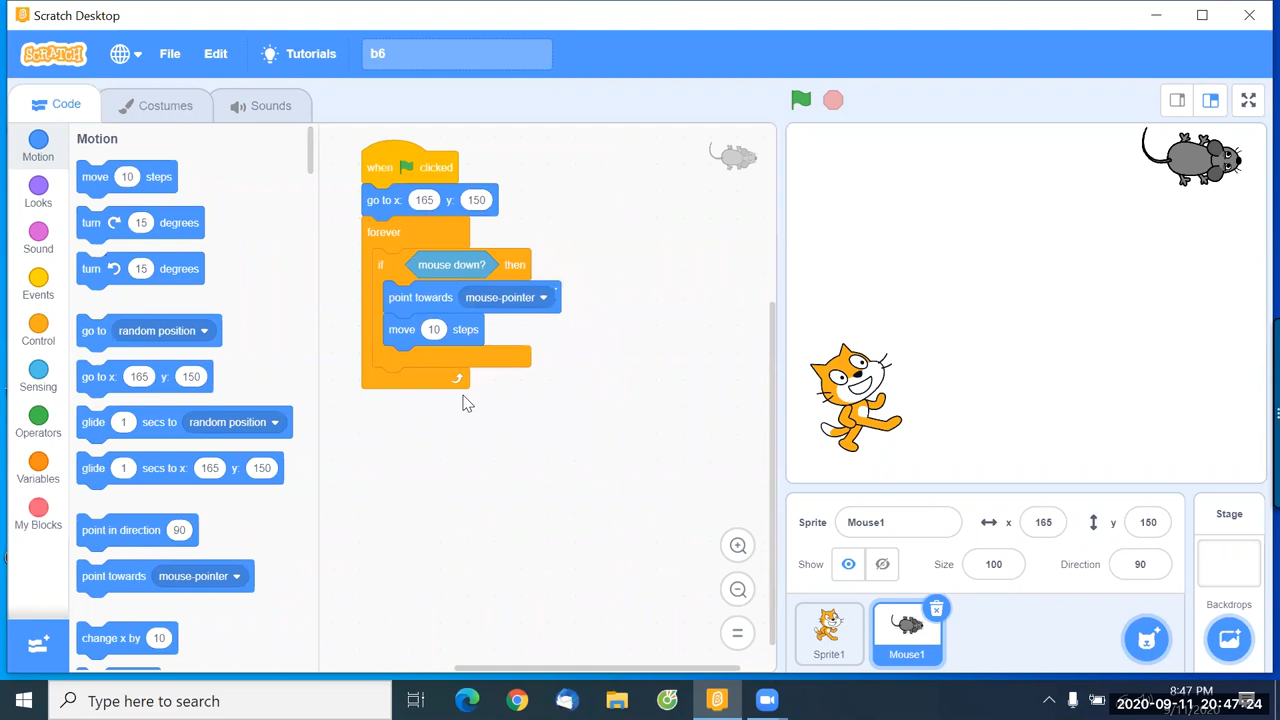 Scratch Desktop
SCRATCH File Edit Tutorials b6
Code Costumes Sounds
Motion
Looks
Sound
Events
Control
Sensing
Operators
Variables
My Blocks
Motion
move 10 steps
turn 15 degrees
turn 15 degrees
go to random position
go to x: 165 y: 150
glide 1 secs to random position
glide 1 secs to x: 165 y: 150
point in direction 90
point towards mouse-pointer
change x by 10
when clicked
go to x: 165 y: 150
forever
if mouse down? then
point towards mouse-pointer
move 10 steps
Sprite Mouse1 x 165 y 150
Show Size 100 Direction 90
Sprite1
Mouse1
Stage
Backdrops
Type here to search
8:47 PM
9/11/2020
2020-09-11 20:47:24